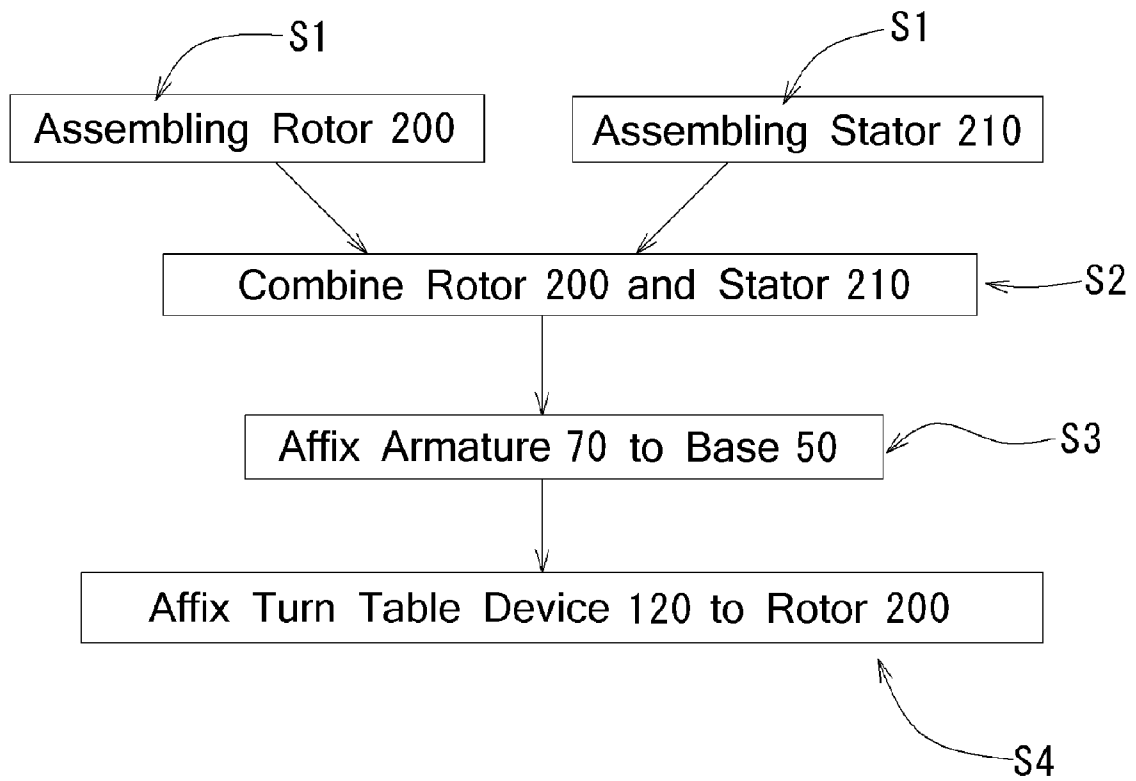 S1
S1
Assembling Rotor 200
Assembling Stator 210
Combine Rotor 200 and Stator 210
S2
Affix Armature 70 to Base 50
S3
Affix Turn Table Device 120 to Rotor 200
S4